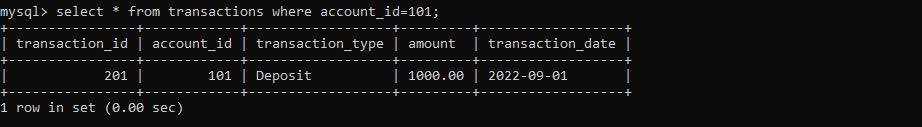 mysql> select * from transactions where account_id=101;
+----------------+------------+------------------+---------+------------------+
| transaction_id | account_id | transaction_type | amount  | transaction_date |
+----------------+------------+------------------+---------+------------------+
|            201 |        101 | Deposit          | 1000.00 | 2022-09-01       |
+----------------+------------+------------------+---------+------------------+
1 row in set (0.00 sec)